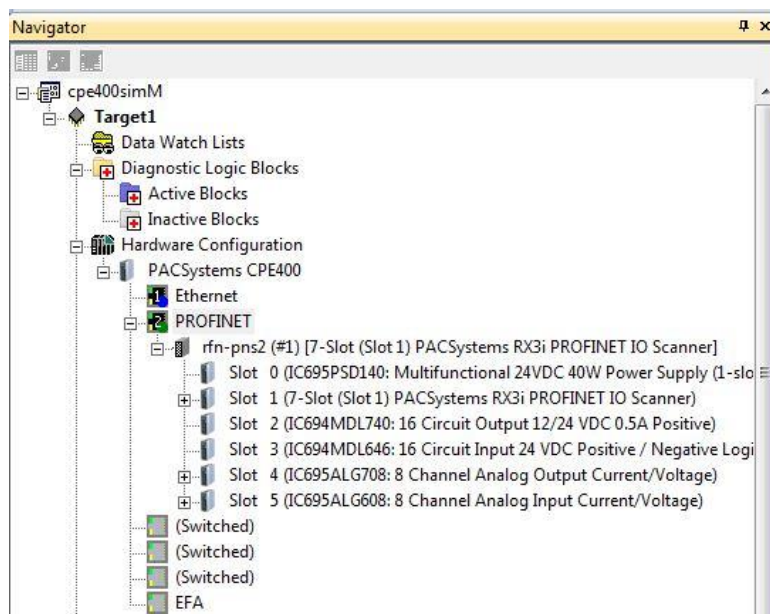 Navigator
cpe400simM
Target1
Data Watch Lists
Diagnostic Logic Blocks
Active Blocks
Inactive Blocks
Hardware Configuration
PACSystems CPE400
1 Ethernet
2 PROFINET
rfn-pns2 (#1) [7-Slot (Slot 1) PACSystems RX3i PROFINET IO Scanner]
Slot 0 (IC695PSD140: Multifunctional 24VDC 40W Power Supply (1-slo
Slot 1 (7-Slot (Slot 1) PACSystems RX3i PROFINET IO Scanner)
Slot 2 (IC694MDL740: 16 Circuit Output 12/24 VDC 0.5A Positive)
Slot 3 (IC694MDL646: 16 Circuit Input 24 VDC Positive / Negative Logi
Slot 4 (IC695ALG708: 8 Channel Analog Output Current/Voltage)
Slot 5 (IC695ALG608: 8 Channel Analog Input Current/Voltage)
(Switched)
(Switched)
(Switched)
EFA